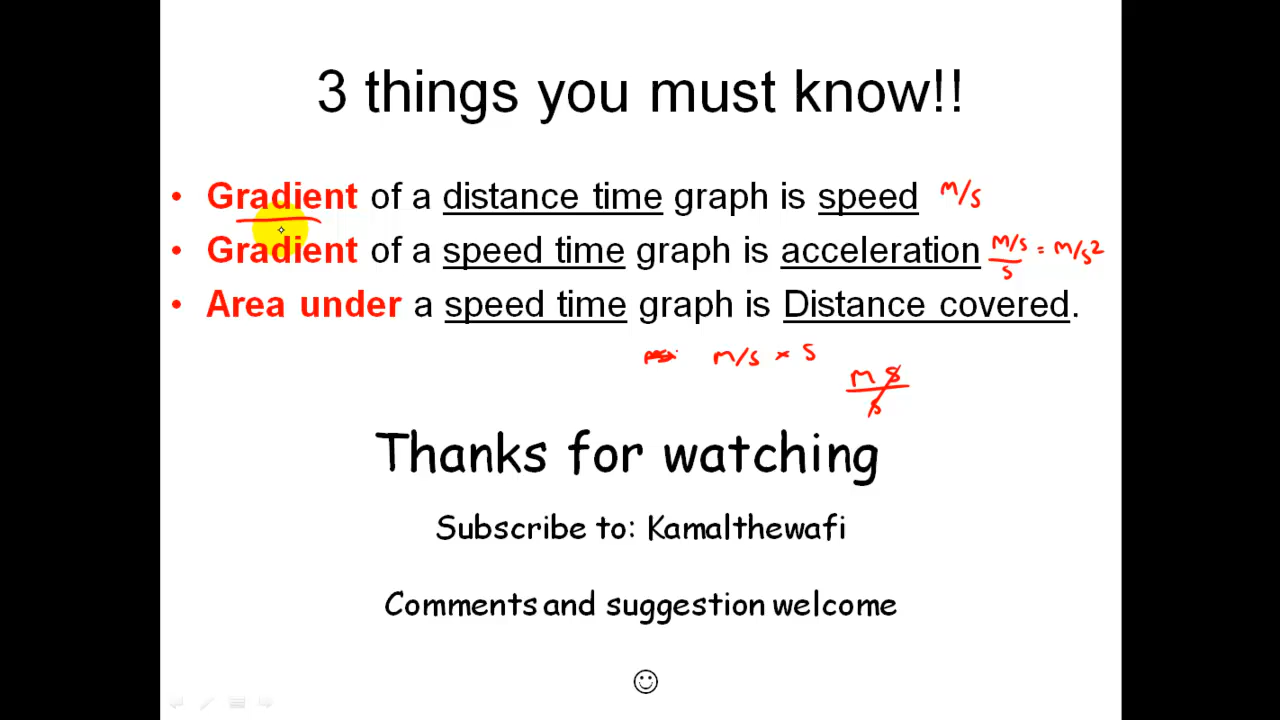 3 things you must know!!
• Gradient of a distance time graph is speed m/s
• Gradient of a speed time graph is acceleration m/s/s = m/s²
• Area under a speed time graph is Distance covered.
m/s × s
m s / s
Thanks for watching
Subscribe to: Kamalthewafi
Comments and suggestion welcome